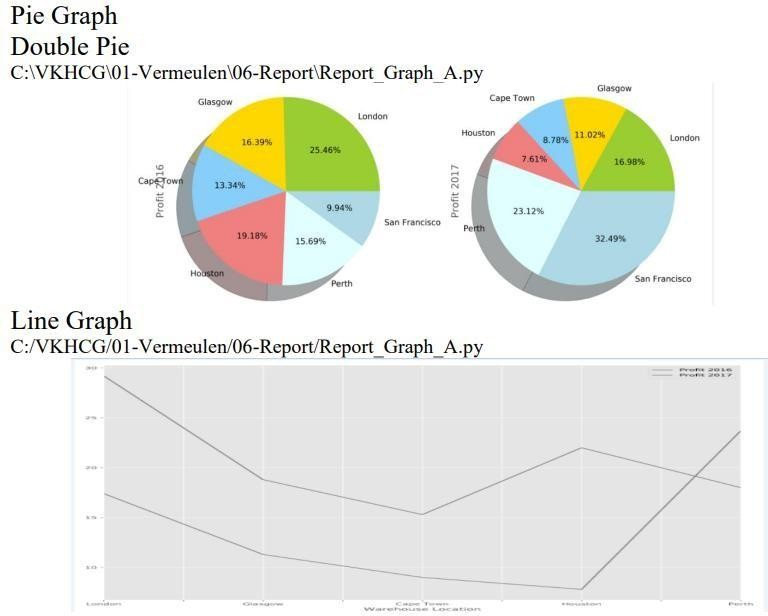 Pie Graph
Double Pie
C:\VKHCG\01-Vermeulen\06-Report\Report_Graph_A.py
Glasgow
London
16.39%
25.46%
Cape Town
13.34%
9.94%
San Francisco
19.18%
15.69%
Houston
Perth
Profit 2016
Glasgow
Cape Town
London
Houston
8.78%
11.02%
7.61%
16.98%
23.12%
Perth
32.49%
San Francisco
Profit 2017
Line Graph
C:/VKHCG/01-Vermeulen/06-Report/Report_Graph_A.py
Profit 2016
Profit 2017
30
25
20
15
10
London Glasgow Cape Town Houston Perth
Warehouse Location